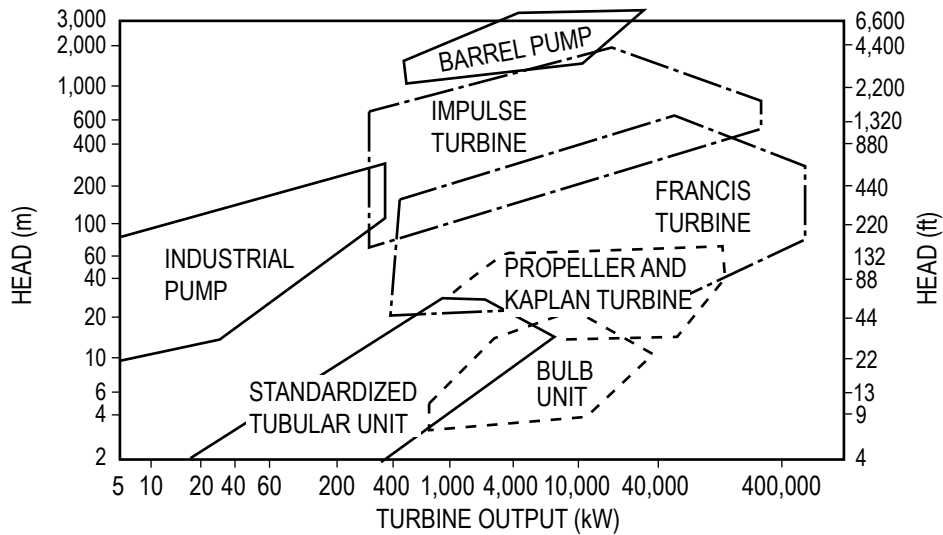 3,000
2,000
1,000
600
400
200
100
60
40
20
10
6
4
2
HEAD (m)
6,600
4,400
2,200
1,320
880
440
220
132
88
44
22
13
9
4
HEAD (ft)
BARREL PUMP
IMPULSE
TURBINE
FRANCIS
TURBINE
INDUSTRIAL
PUMP
PROPELLER AND
KAPLAN TURBINE
BULB
UNIT
STANDARDIZED
TUBULAR UNIT
5 10 20 40 60 200 400 1,000 4,000 10,000 40,000 400,000
TURBINE OUTPUT (kW)